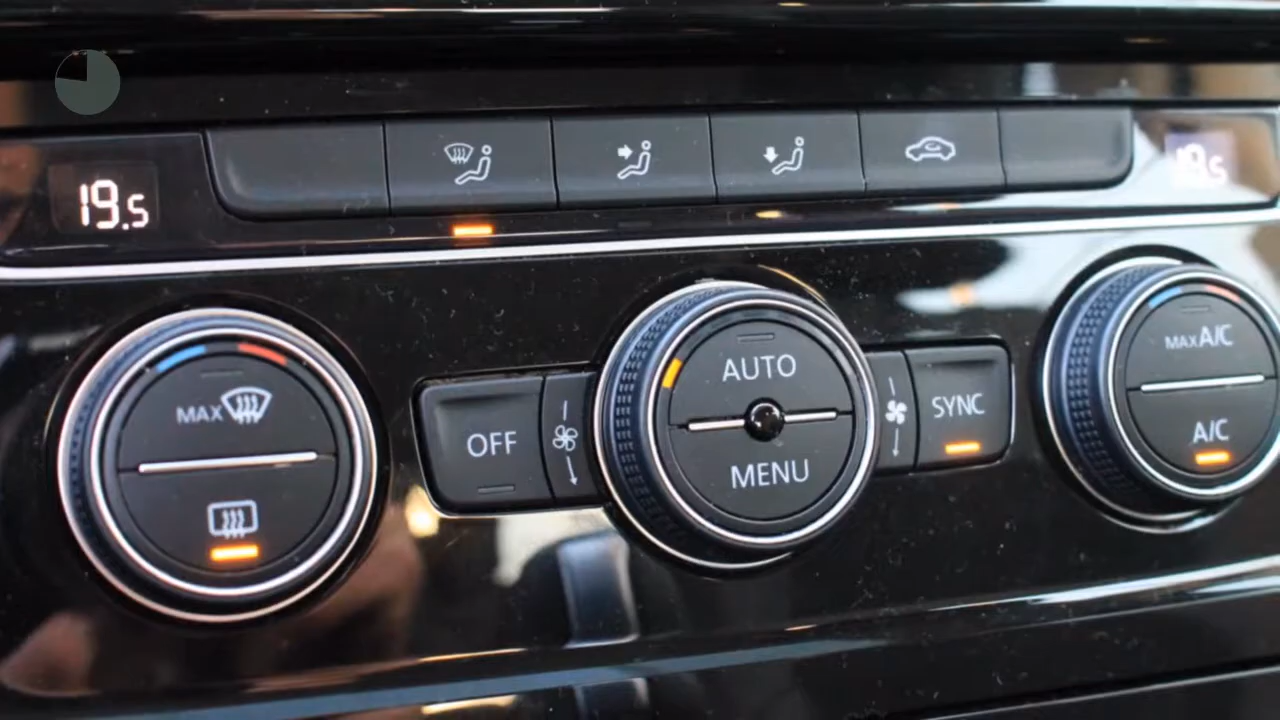 19.5
19.5
MAX
OFF
AUTO
MENU
SYNC
MAX A/C
A/C